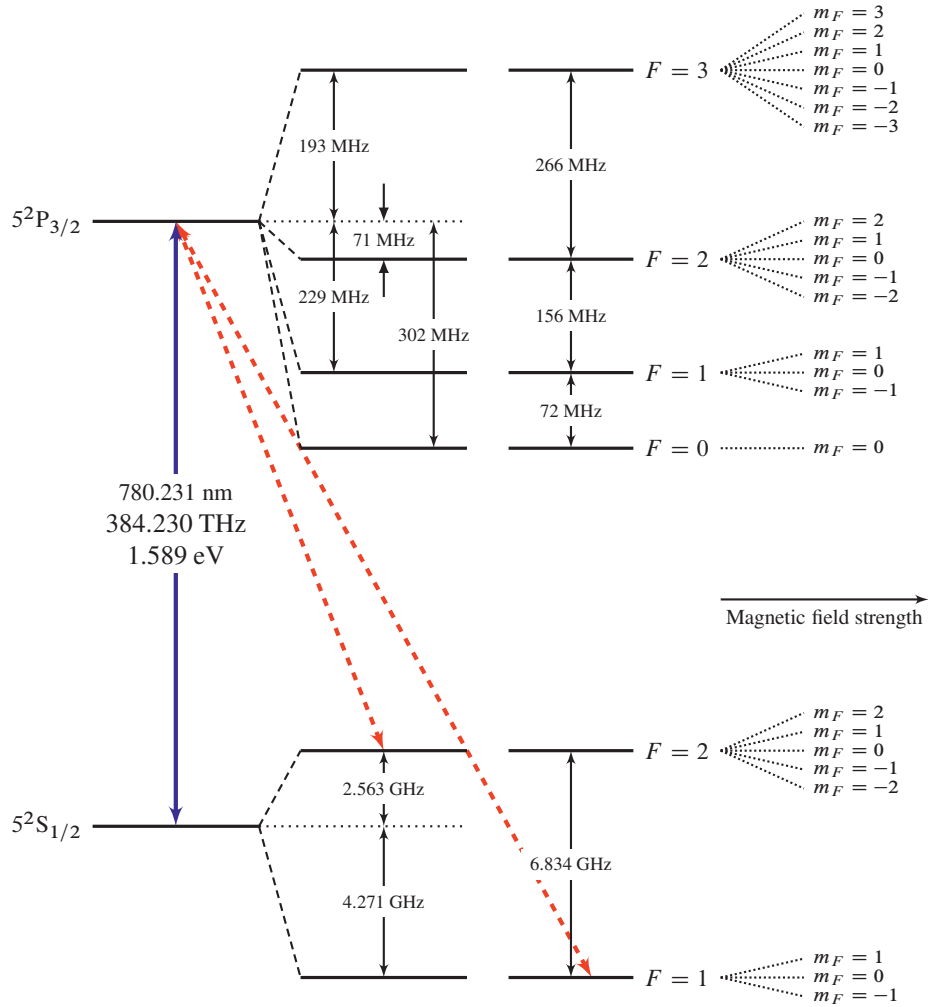 m_F = 3
m_F = 2
m_F = 1
F = 3
m_F = 0
m_F = −1
m_F = −2
m_F = −3
193 MHz
266 MHz
5²P₃/₂
71 MHz
m_F = 2
m_F = 1
F = 2
m_F = 0
m_F = −1
m_F = −2
229 MHz
156 MHz
302 MHz
m_F = 1
F = 1
m_F = 0
m_F = −1
72 MHz
F = 0
m_F = 0
780.231 nm
384.230 THz
1.589 eV
Magnetic field strength
m_F = 2
m_F = 1
F = 2
m_F = 0
m_F = −1
m_F = −2
2.563 GHz
5²S₁/₂
6.834 GHz
4.271 GHz
m_F = 1
F = 1
m_F = 0
m_F = −1